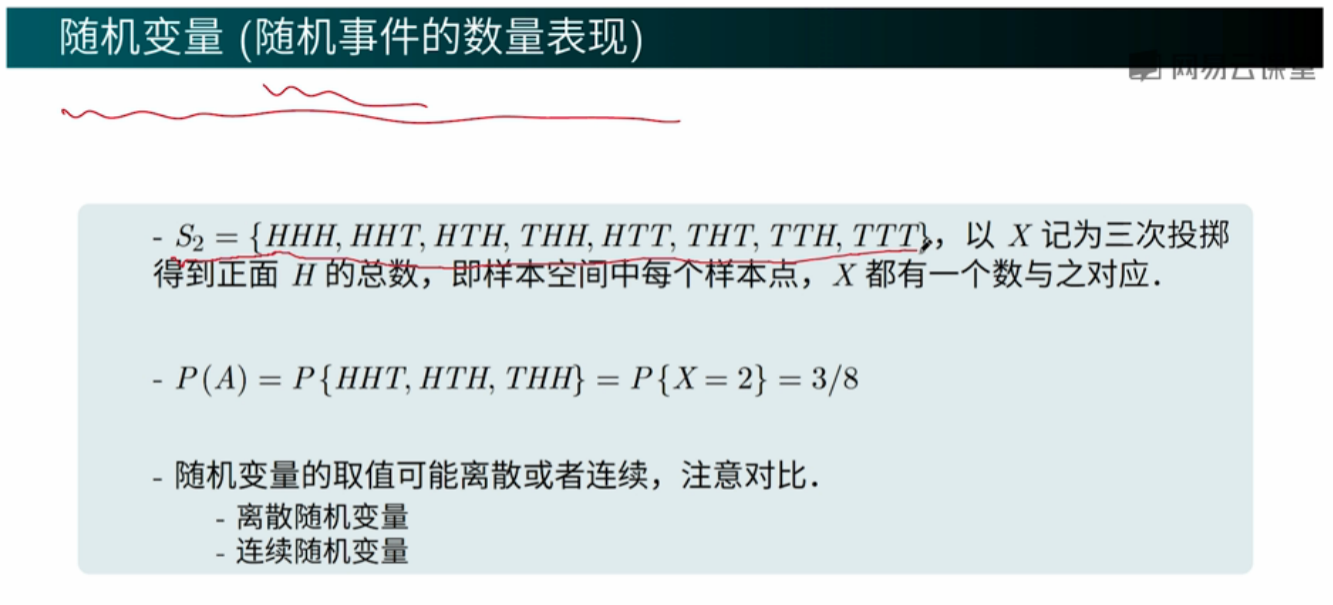 随机变量 (随机事件的数量表现)
网易云课堂
- S₂ = {HHH, HHT, HTH, THH, HTT, THT, TTH, TTT}，以 X 记为三次投掷
得到正面 H 的总数，即样本空间中每个样本点，X 都有一个数与之对应．
- P(A) = P{HHT, HTH, THH} = P{X = 2} = 3/8
- 随机变量的取值可能离散或者连续，注意对比．
- 离散随机变量
- 连续随机变量